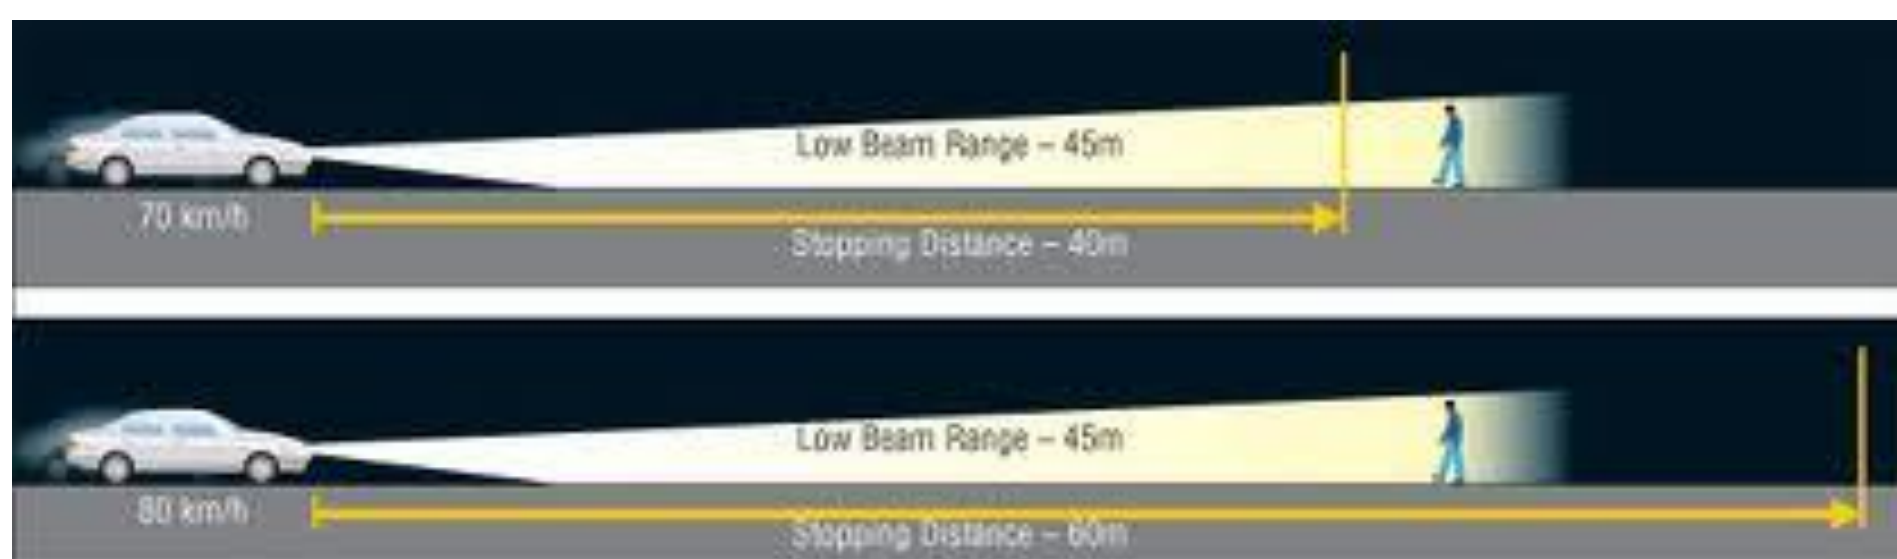 Low Beam Range – 45m
70 km/h
Stopping Distance – 40m
Low Beam Range – 45m
80 km/h
Stopping Distance – 60m